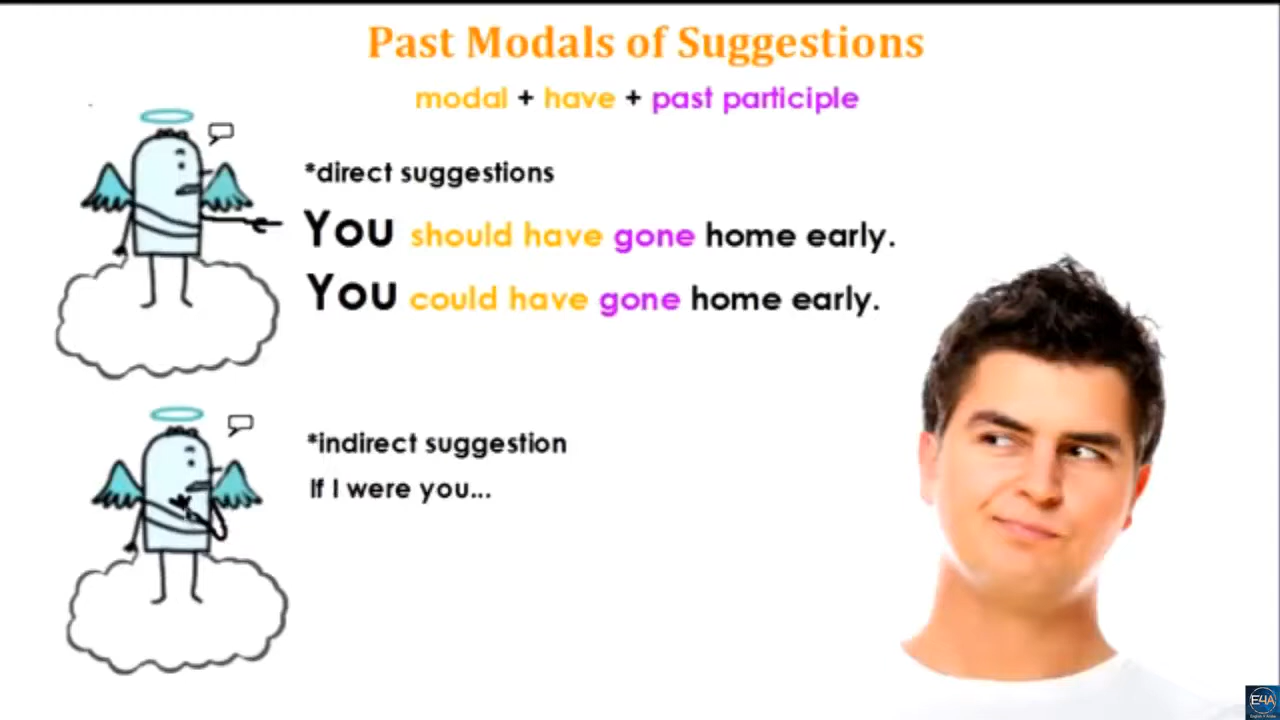 Past Modals of Suggestions
modal + have + past participle
*direct suggestions
You should have gone home early.
You could have gone home early.
*indirect suggestion
If I were you...
E4A